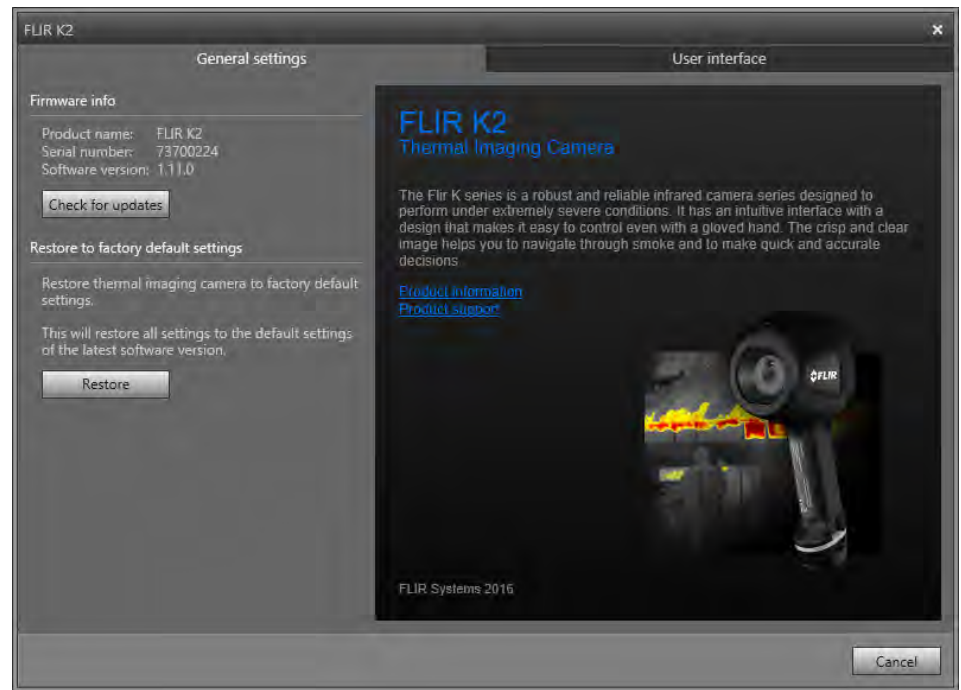 FLIR K2
General settings
User interface
Firmware info
Product name: FLIR K2
Serial number: 73700224
Software version: 1.11.0
Check for updates
Restore to factory default settings
Restore thermal imaging camera to factory default
settings.
This will restore all settings to the default settings
of the latest software version.
Restore
FLIR K2
Thermal Imaging Camera
The Flir K series is a robust and reliable infrared camera series designed to
perform under extremely severe conditions. It has an intuitive interface with a
design that makes it easy to control even with a gloved hand. The crisp and clear
image helps you to navigate through smoke and to make quick and accurate
decisions
Product information
Product support
FLIR
FLIR Systems 2016
Cancel